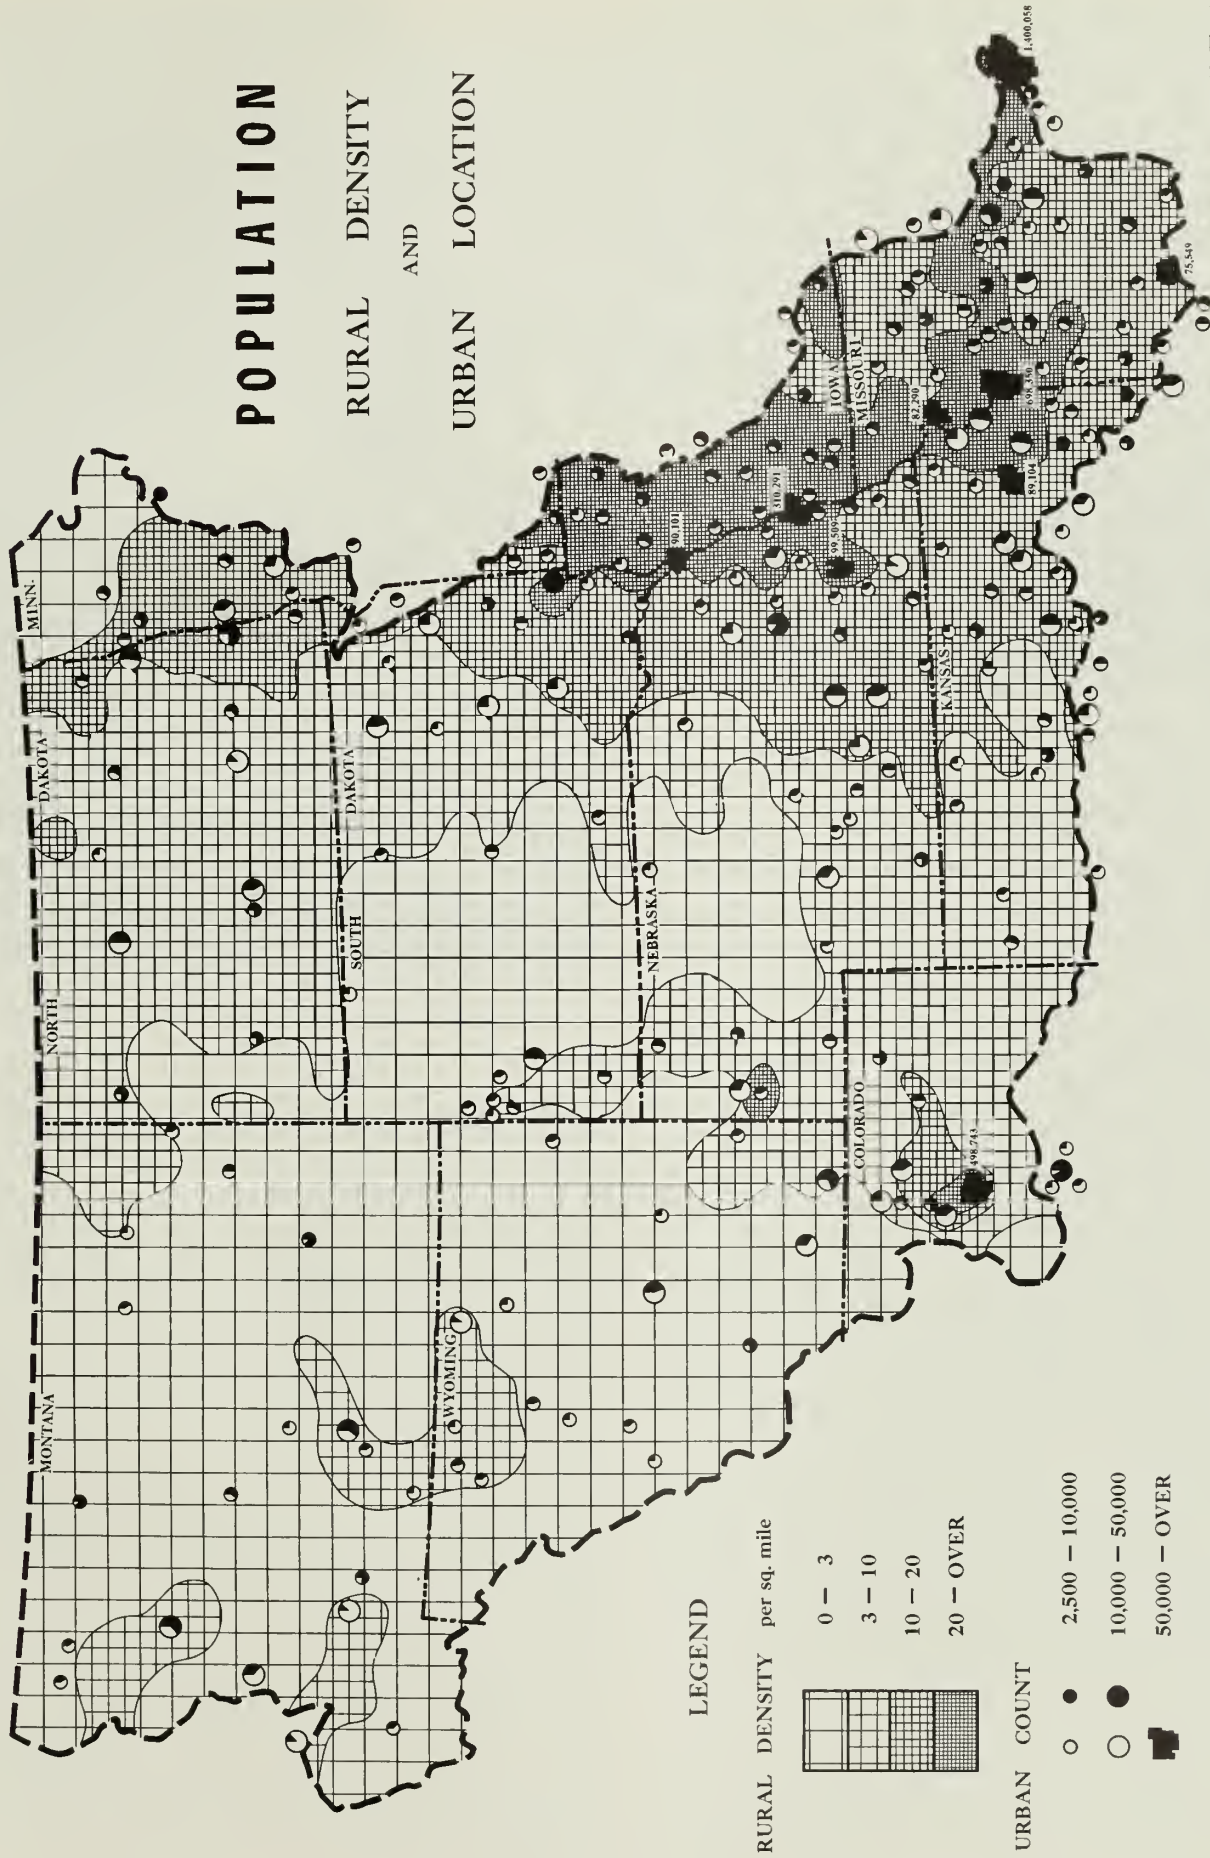 POPULATION
RURAL DENSITY
AND
URBAN LOCATION
MONTANA
NORTH
DAKOTA
MINN.
SOUTH
DAKOTA
WYOMING
NEBRASKA
IOWA
MISSOURI
COLORADO
KANSAS
90,101
310,291
99,509
82,290
698,350
89,104
498,743
1,400,058
75,549
LEGEND
RURAL DENSITY per sq. mile
0 — 3
3 — 10
10 — 20
20 — OVER
URBAN COUNT
2,500 — 10,000
10,000 — 50,000
50,000 — OVER